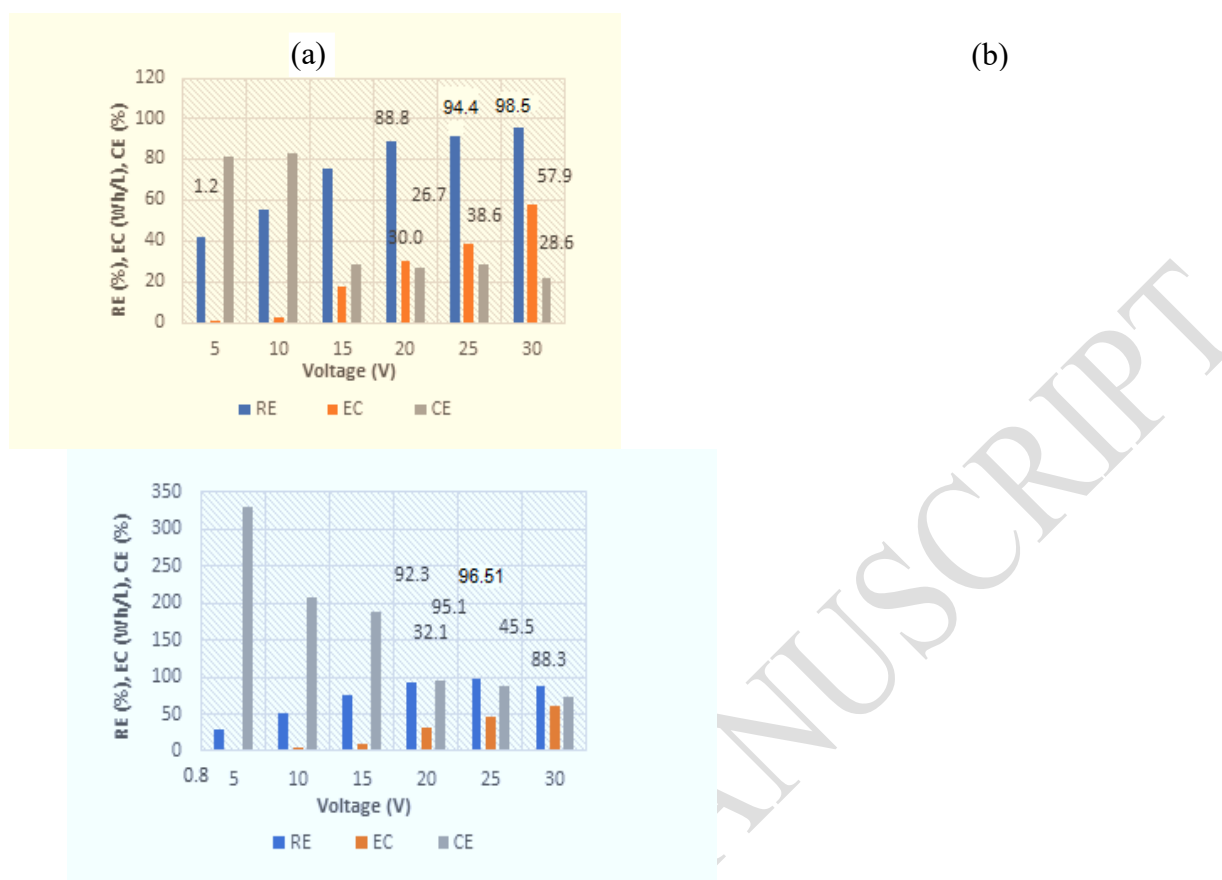 (a) (b)
120
100
80
60
40
20
0
RE (%), EC (Wh/L), CE (%)
88.8 94.4 98.5
1.2 26.7 57.9
30.0 38.6 28.6
5 10 15 20 25 30
Voltage (V)
RE EC CE
350
300
250
200
150
100
50
0
RE (%), EC (Wh/L), CE (%)
92.3 96.51
95.1
32.1 45.5
88.3
0.8 5 10 15 20 25 30
Voltage (V)
RE EC CE
ANUSCRIPT